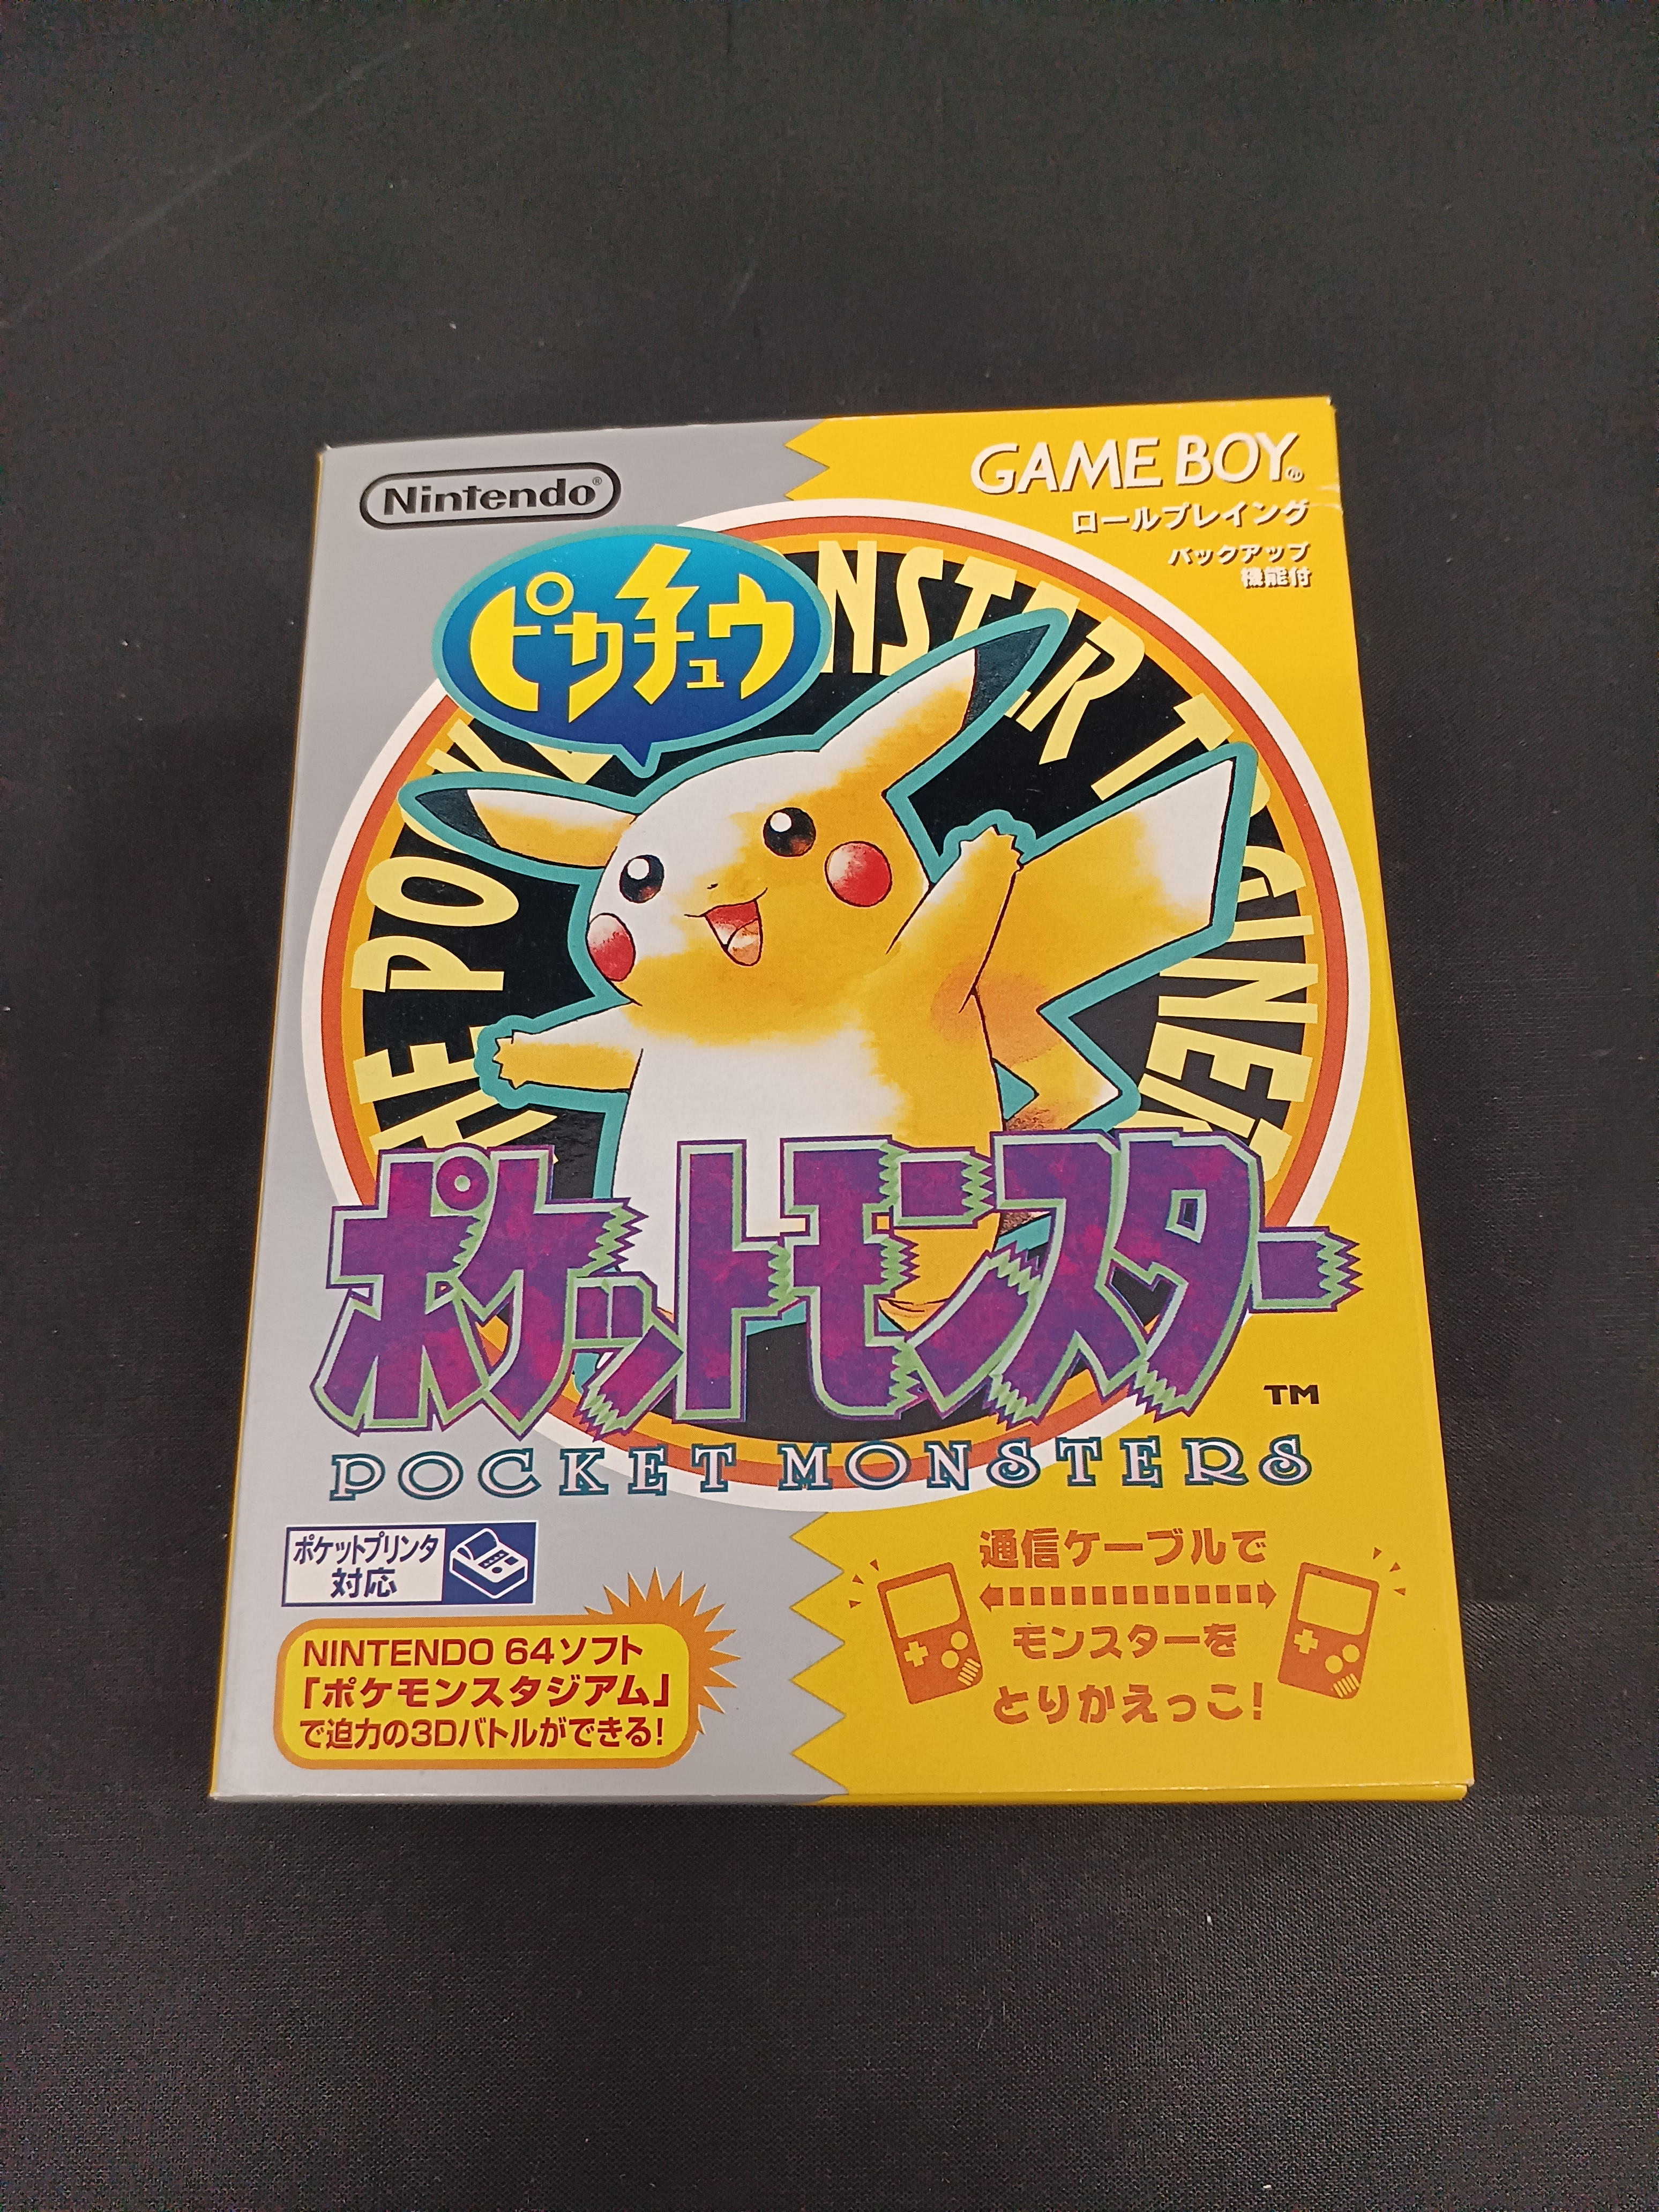 Nintendo®
GAME BOY®
ロールプレイング
バックアップ
機能付
ピカチュウ
ポケットモンスター
TM
POCKET MONSTERS
ポケットプリンタ
対応
NINTENDO 64ソフト
「ポケモンスタジアム」
で迫力の3Dバトルができる!
通信ケーブルで
モンスターを
とりかえっこ!